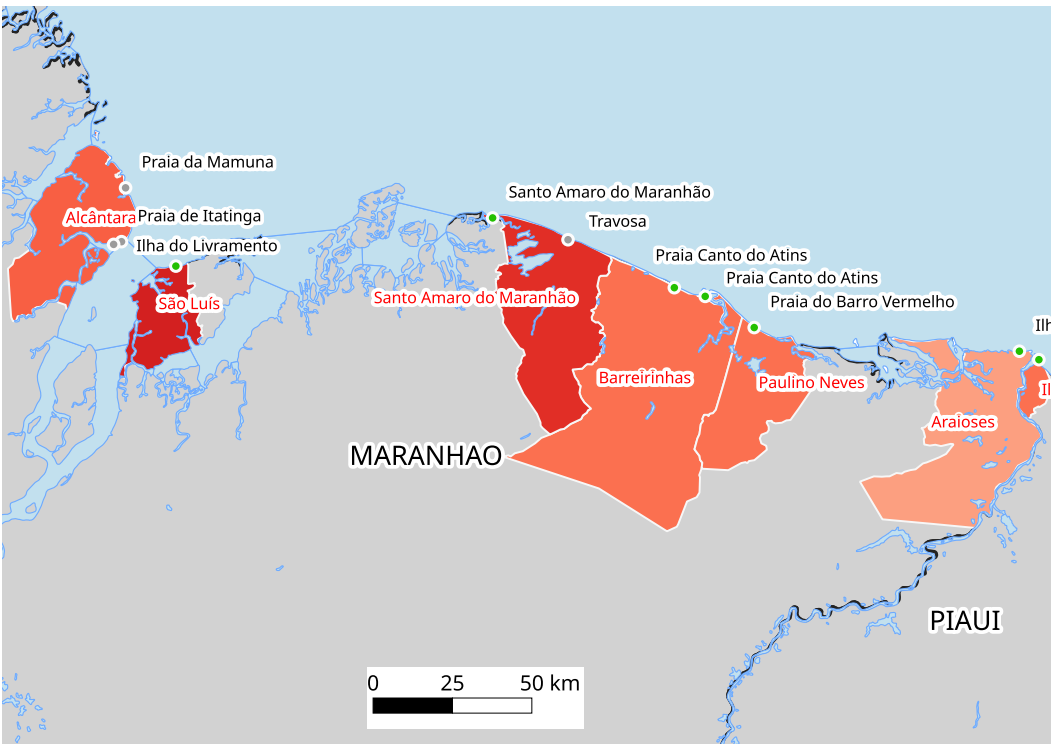 Praia da Mamuna
Santo Amaro do Maranhão
Alcântara
Praia de Itatinga
Travosa
Ilha do Livramento
Praia Canto do Atins
Praia Canto do Atins
São Luís
Santo Amaro do Maranhão
Praia do Barro Vermelho
Ilh
Barreirinhas
Paulino Neves
Il
Araioses
MARANHAO
PIAUI
0 25 50 km